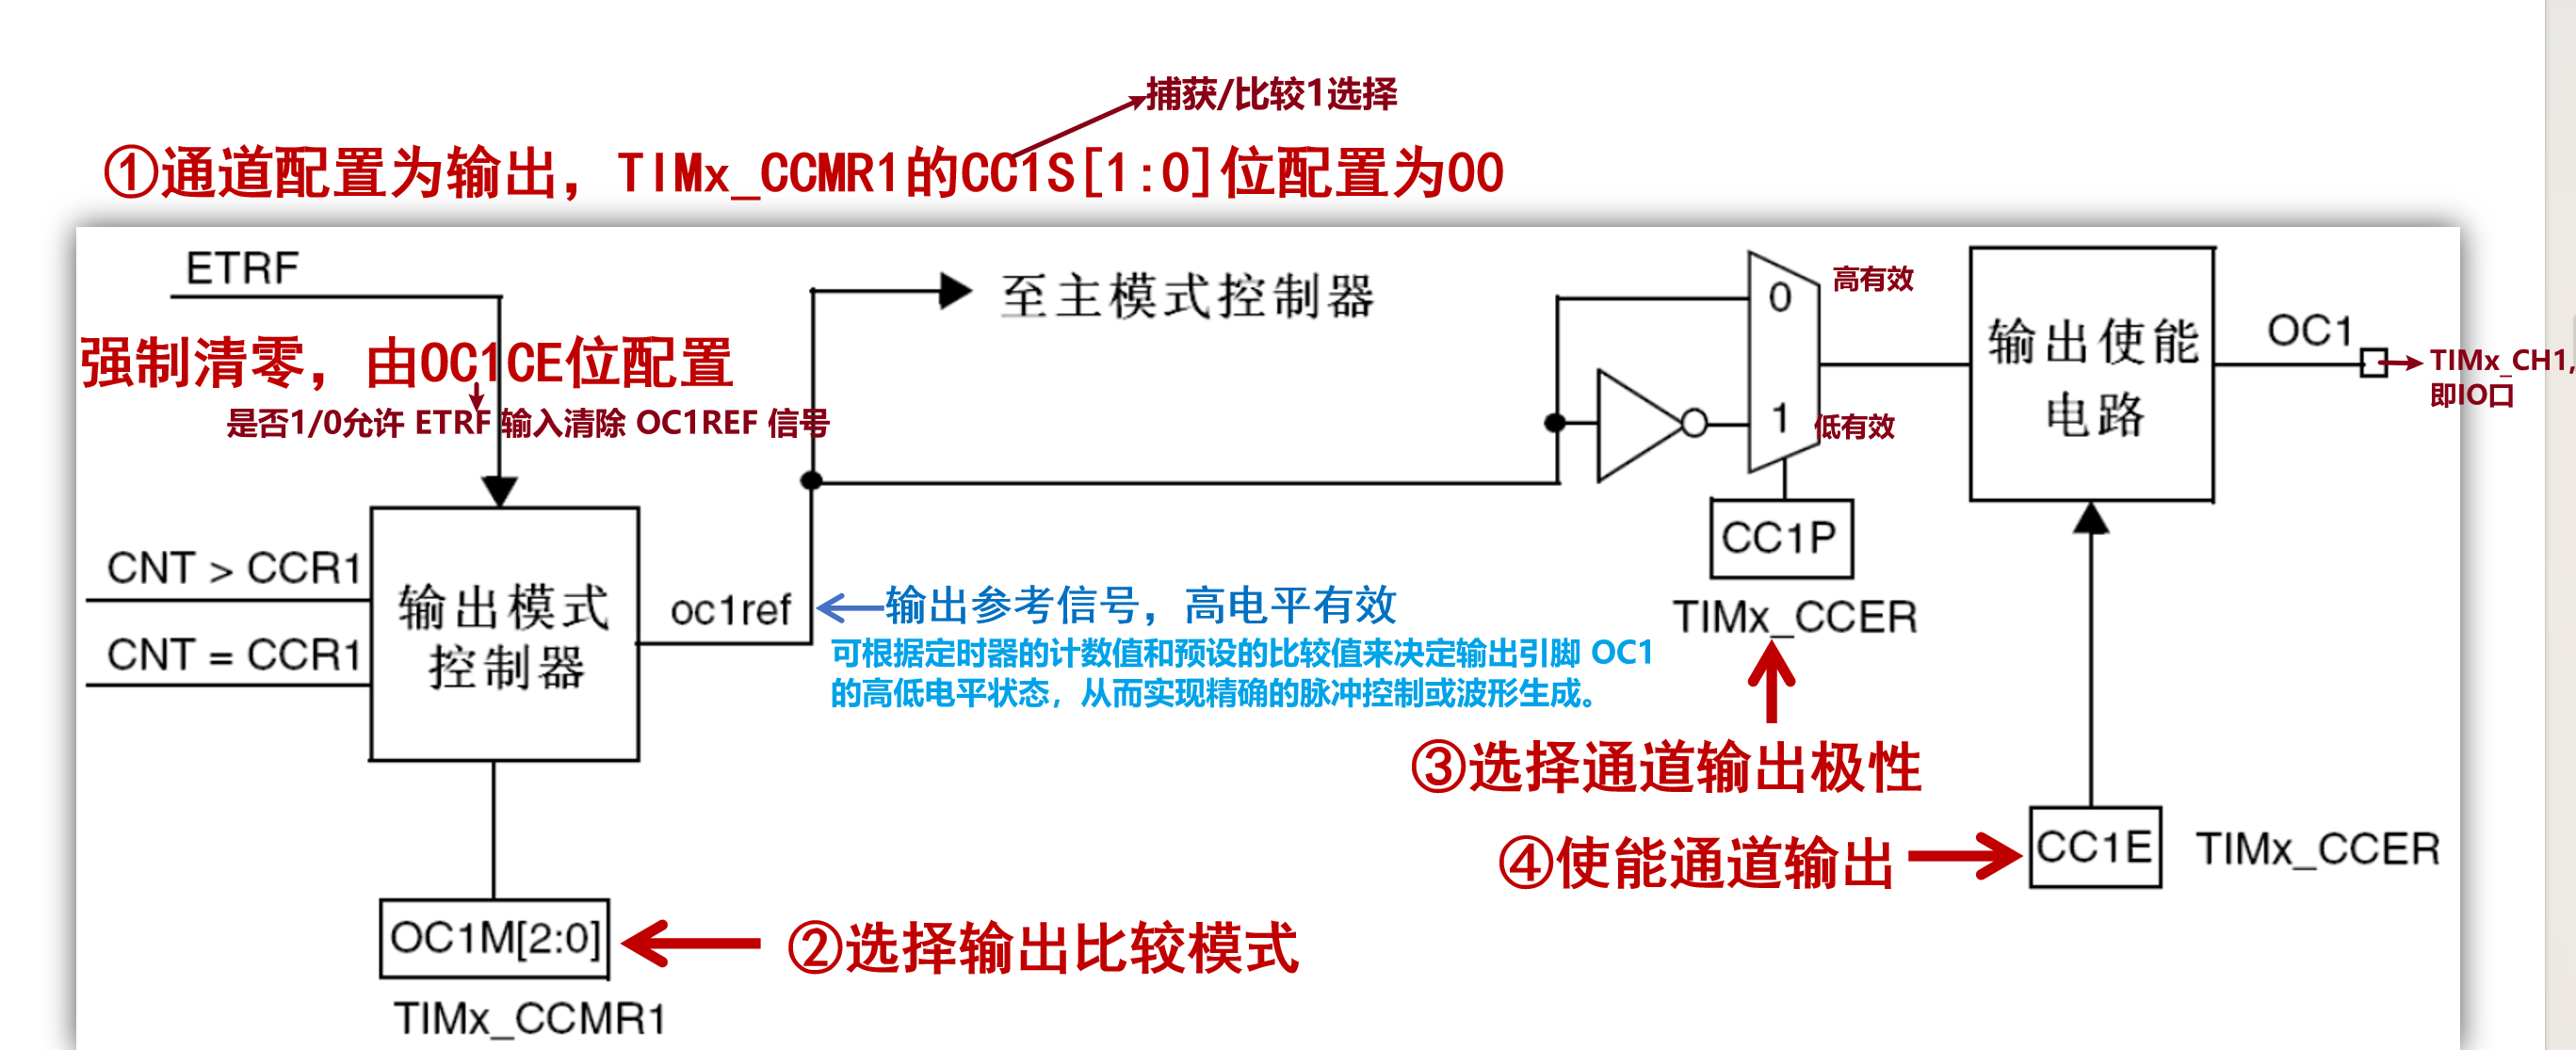 捕获/比较1选择
①通道配置为输出，TIMx_CCMR1的CC1S[1:0]位配置为00
ETRF
至主模式控制器
0
高有效
输出使能
电路
OC1
TIMx_CH1,
即IO口
强制清零，由OC1CE位配置
是否1/0允许 ETRF 输入清除 OC1REF 信号
1
低有效
CC1P
TIMx_CCER
CNT > CCR1
CNT = CCR1
输出模式
控制器
oc1ref
输出参考信号，高电平有效
可根据定时器的计数值和预设的比较值来决定输出引脚 OC1
的高低电平状态，从而实现精确的脉冲控制或波形生成。
③选择通道输出极性
④使能通道输出
CC1E
TIMx_CCER
OC1M[2:0]
②选择输出比较模式
TIMx_CCMR1